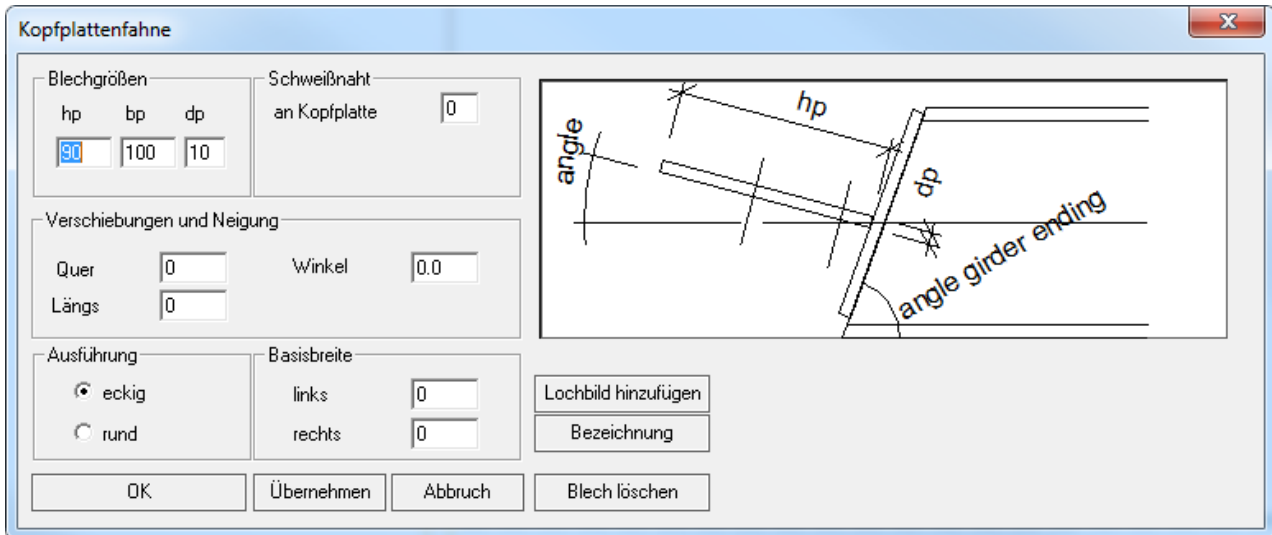 Kopfplattenfahne
Blechgrößen
hp bp dp
90 100 10
Schweißnaht
an Kopfplatte 0
Verschiebungen und Neigung
Quer 0 Winkel 0.0
Längs 0
Ausführung
eckig
rund
Basisbreite
links 0
rechts 0
hp
angle
dp
angle girder ending
Lochbild hinzufügen
Bezeichnung
OK Übernehmen Abbruch Blech löschen